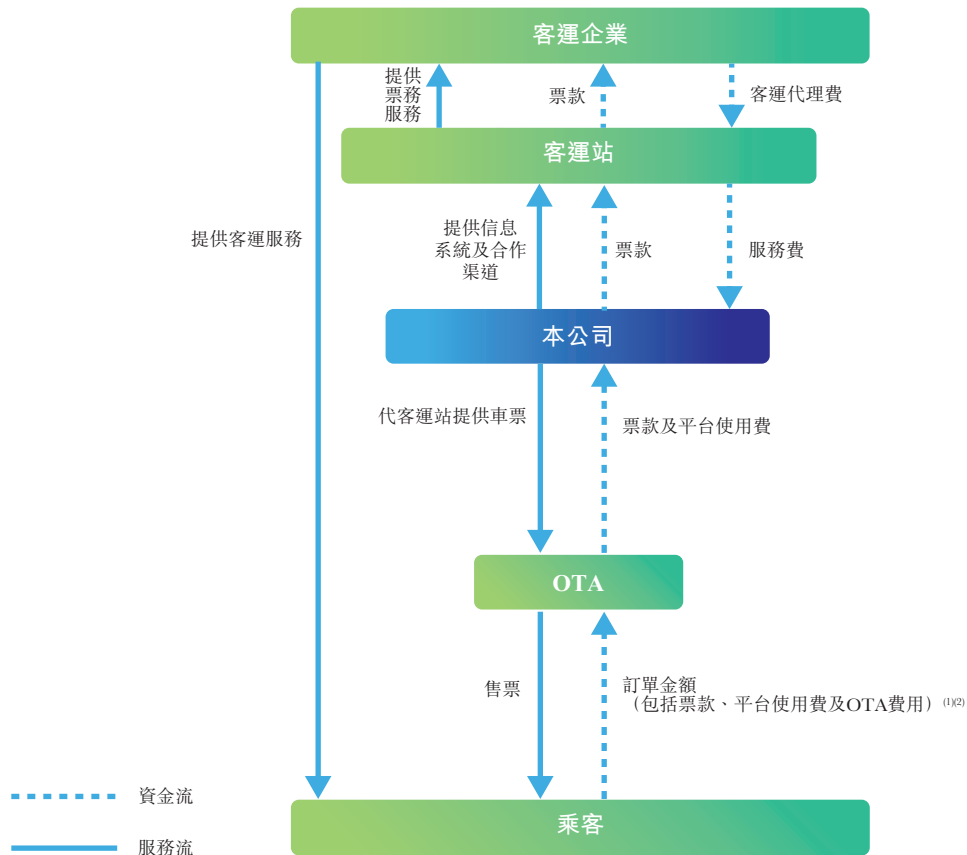 客運企業
提供
票務
服務
票款
客運代理費
客運站
提供客運服務
提供信息
系統及合作
渠道
票款
服務費
本公司
代客運站提供車票
票款及平台使用費
OTA
售票
訂單金額
（包括票款、平台使用費及OTA費用）(1)(2)
資金流
乘客
服務流